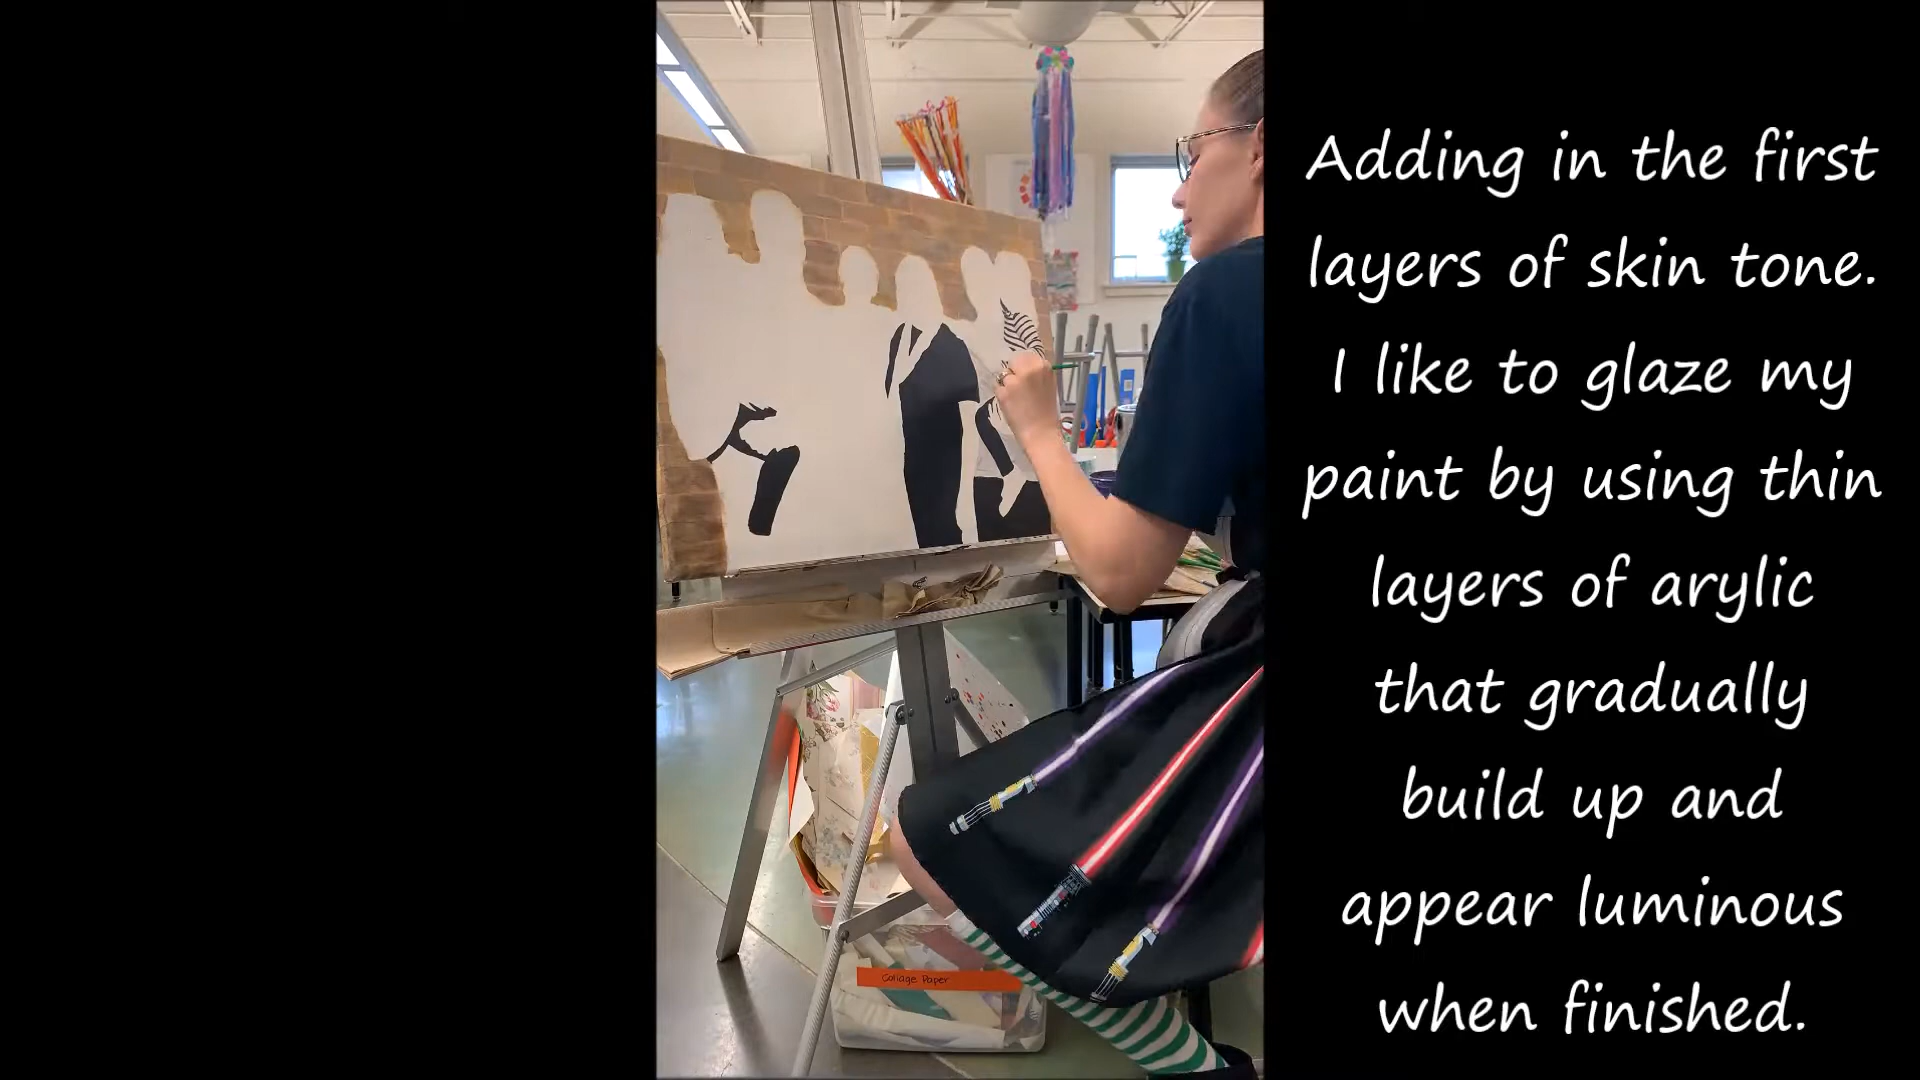 Adding in the first
layers of skin tone.
I like to glaze my
paint by using thin
layers of arylic
that gradually
build up and
appear luminous
when finished.
Collage Paper